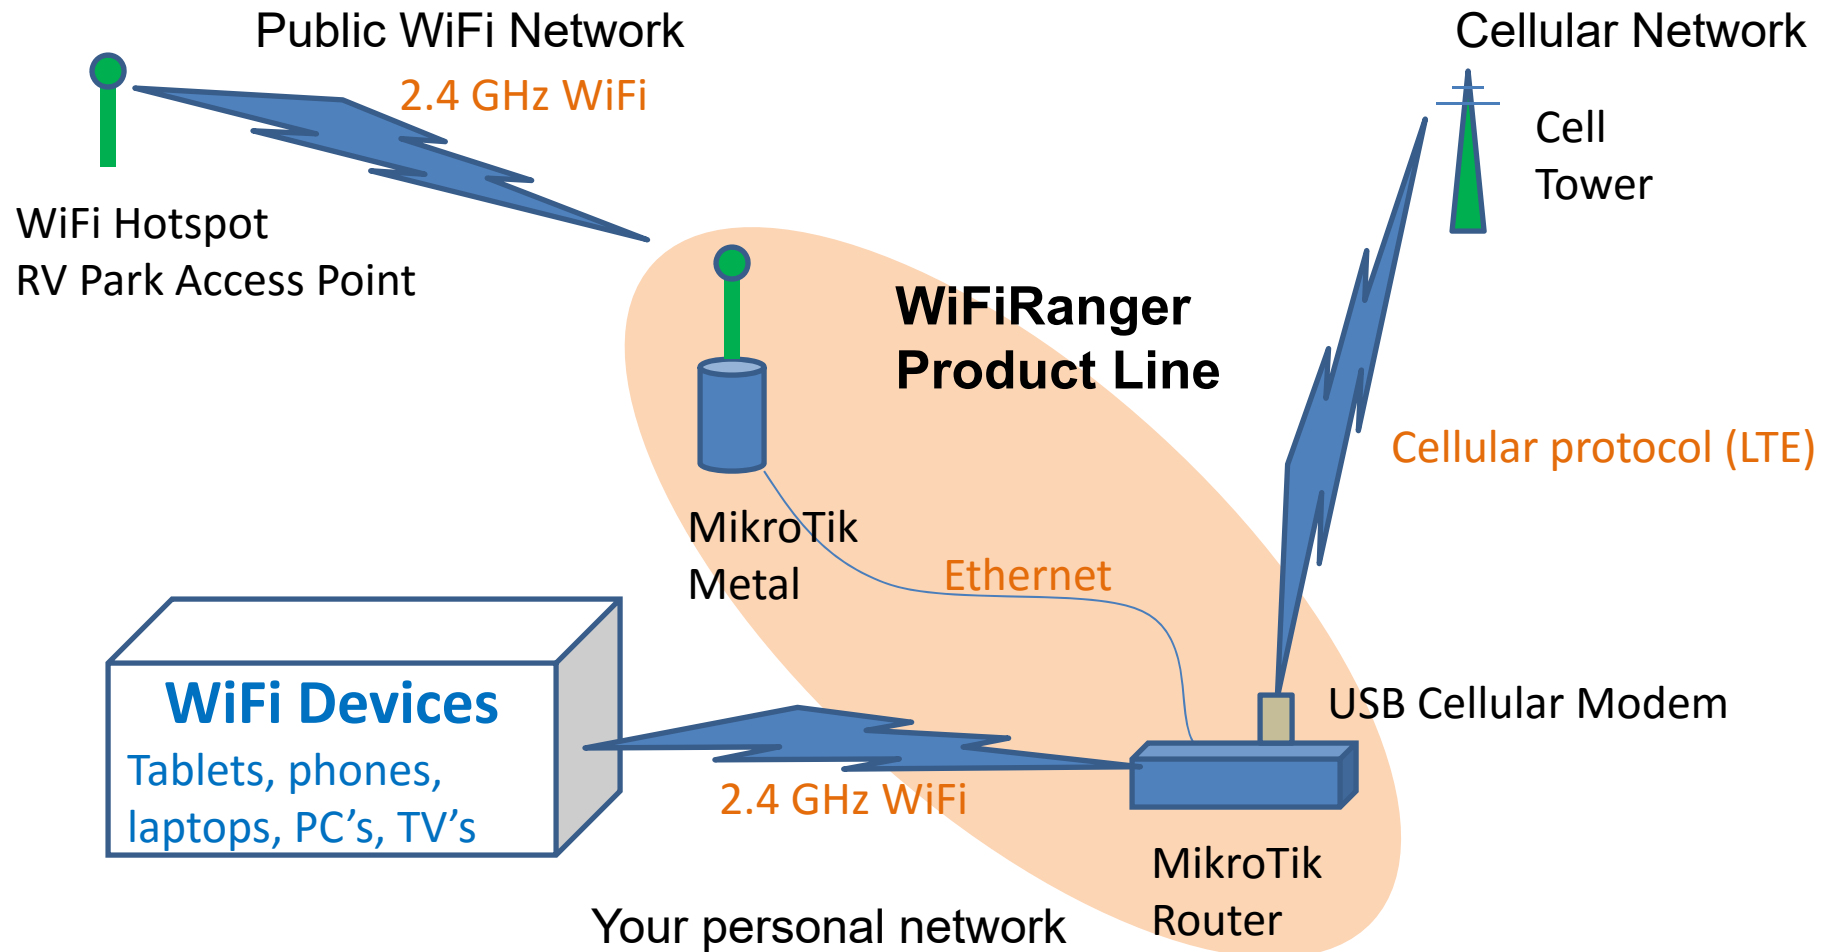 Public WiFi Network
2.4 GHz WiFi
Cellular Network
Cell
Tower
WiFi Hotspot
RV Park Access Point
WiFiRanger
Product Line
Cellular protocol (LTE)
MikroTik
Metal
Ethernet
WiFi Devices
Tablets, phones,
laptops, PC’s, TV’s
USB Cellular Modem
2.4 GHz WiFi
MikroTik
Router
Your personal network